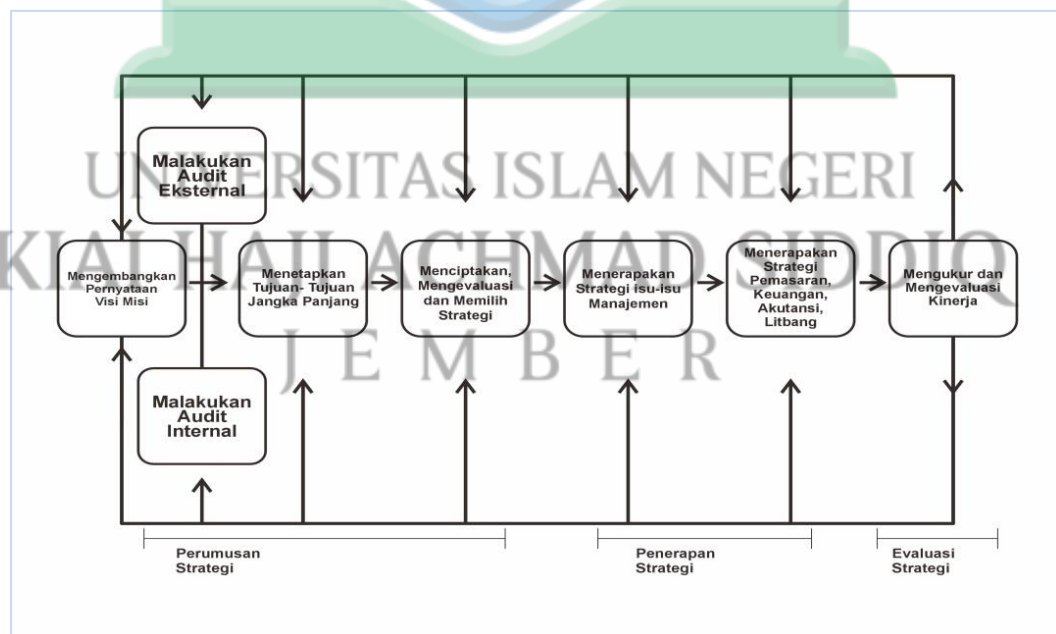 Malakukan
Audit
Eksternal
UNIVERSITAS ISLAM NEGERI
KIAI HAJI ACHMAD SIDDIQ
JEMBER
Mengembangkan
Pernyataan
Visi Misi
Menetapkan
Tujuan- Tujuan
Jangka Panjang
Menciptakan,
Mengevaluasi
dan Memilih
Strategi
Menerapakan
Strategi isu-isu
Manajemen
Menerapakan
Strategi
Pemasaran,
Keuangan,
Akutansi,
Litbang
Mengukur dan
Mengevaluasi
Kinerja
Malakukan
Audit
Internal
Perumusan
Strategi
Penerapan
Strategi
Evaluasi
Strategi